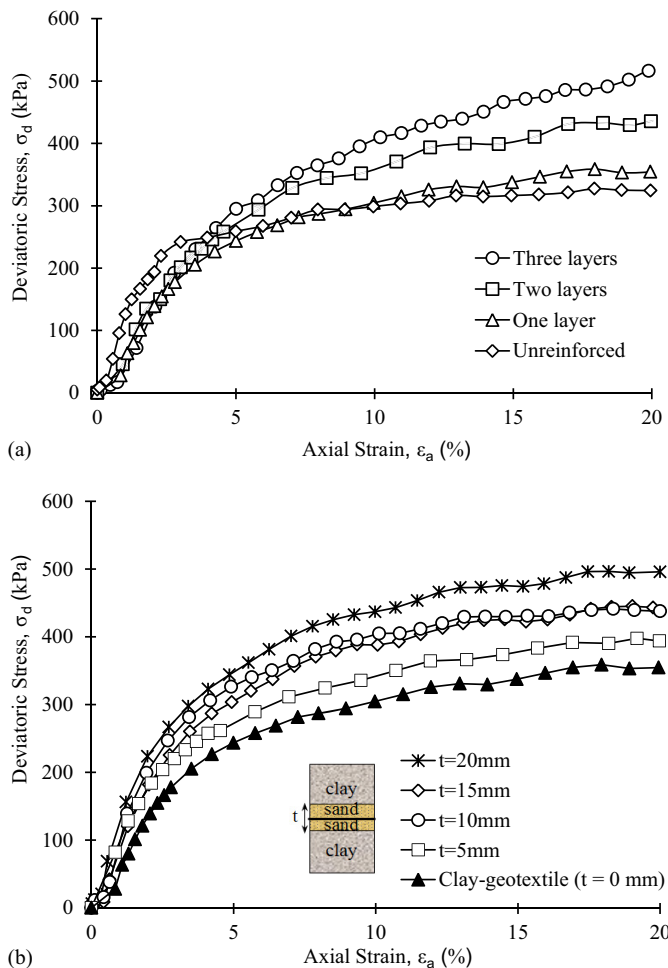 600
500
400
300
200
100
0
Deviatoric Stress, σd (kPa)
Three layers
Two layers
One layer
Unreinforced
0 5 10 15 20
(a)
Axial Strain, εa (%)
600
500
400
300
200
100
0
Deviatoric Stress, σd (kPa)
clay
t
sand
sand
clay
t=20mm
t=15mm
t=10mm
t=5mm
Clay-geotextile (t = 0 mm)
0 5 10 15 20
(b)
Axial Strain, εa (%)